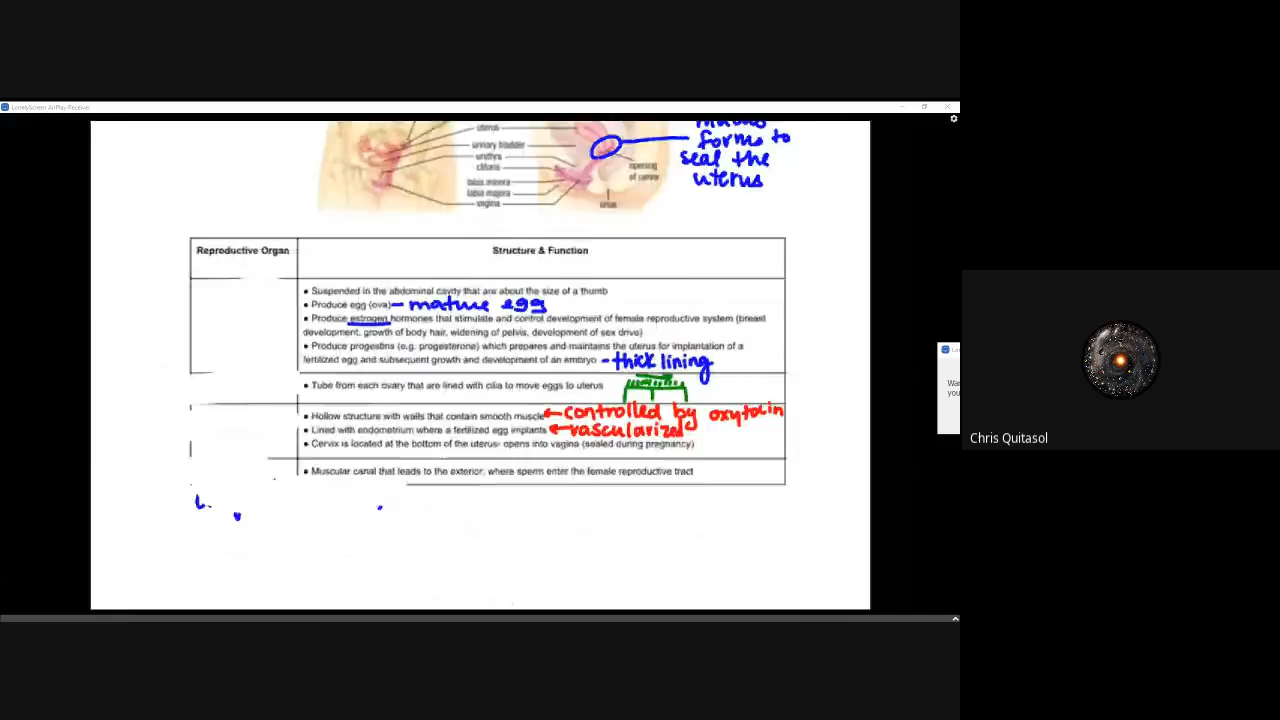 LonelyScreen AirPlay Receiver
uterus
urinary bladder
urethra
clitoris
labia minora
labia majora
vagina
opening
of cervix
forms to
seal the
uterus
Reproductive Organ
Structure & Function
• Suspended in the abdominal cavity that are about the size of a thumb
• Produce egg (ova) – mature egg
• Produce estrogen hormones that stimulate and control development of female reproductive system (breast
development, growth of body hair, widening of pelvis, development of sex drive)
• Produce progestins (e.g. progesterone) which prepares and maintains the uterus for implantation of a
fertilized egg and subsequent growth and development of an embryo – thick lining
• Tube from each ovary that are lined with cilia to move eggs to uterus
• Hollow structure with walls that contain smooth muscle ← controlled by oxytocin
• Lined with endometrium where a fertilized egg implants ← vascularized
• Cervix is located at the bottom of the uterus- opens into vagina (sealed during pregnancy)
• Muscular canal that leads to the exterior, where sperm enter the female reproductive tract
Chris Quitasol